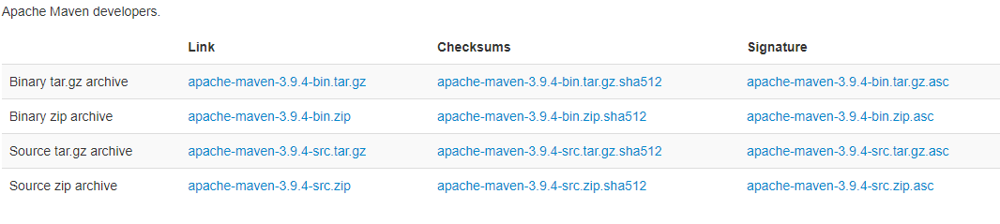 Apache Maven developers.
Link Checksums Signature
Binary tar.gz archive apache-maven-3.9.4-bin.tar.gz apache-maven-3.9.4-bin.tar.gz.sha512 apache-maven-3.9.4-bin.tar.gz.asc
Binary zip archive apache-maven-3.9.4-bin.zip apache-maven-3.9.4-bin.zip.sha512 apache-maven-3.9.4-bin.zip.asc
Source tar.gz archive apache-maven-3.9.4-src.tar.gz apache-maven-3.9.4-src.tar.gz.sha512 apache-maven-3.9.4-src.tar.gz.asc
Source zip archive apache-maven-3.9.4-src.zip apache-maven-3.9.4-src.zip.sha512 apache-maven-3.9.4-src.zip.asc